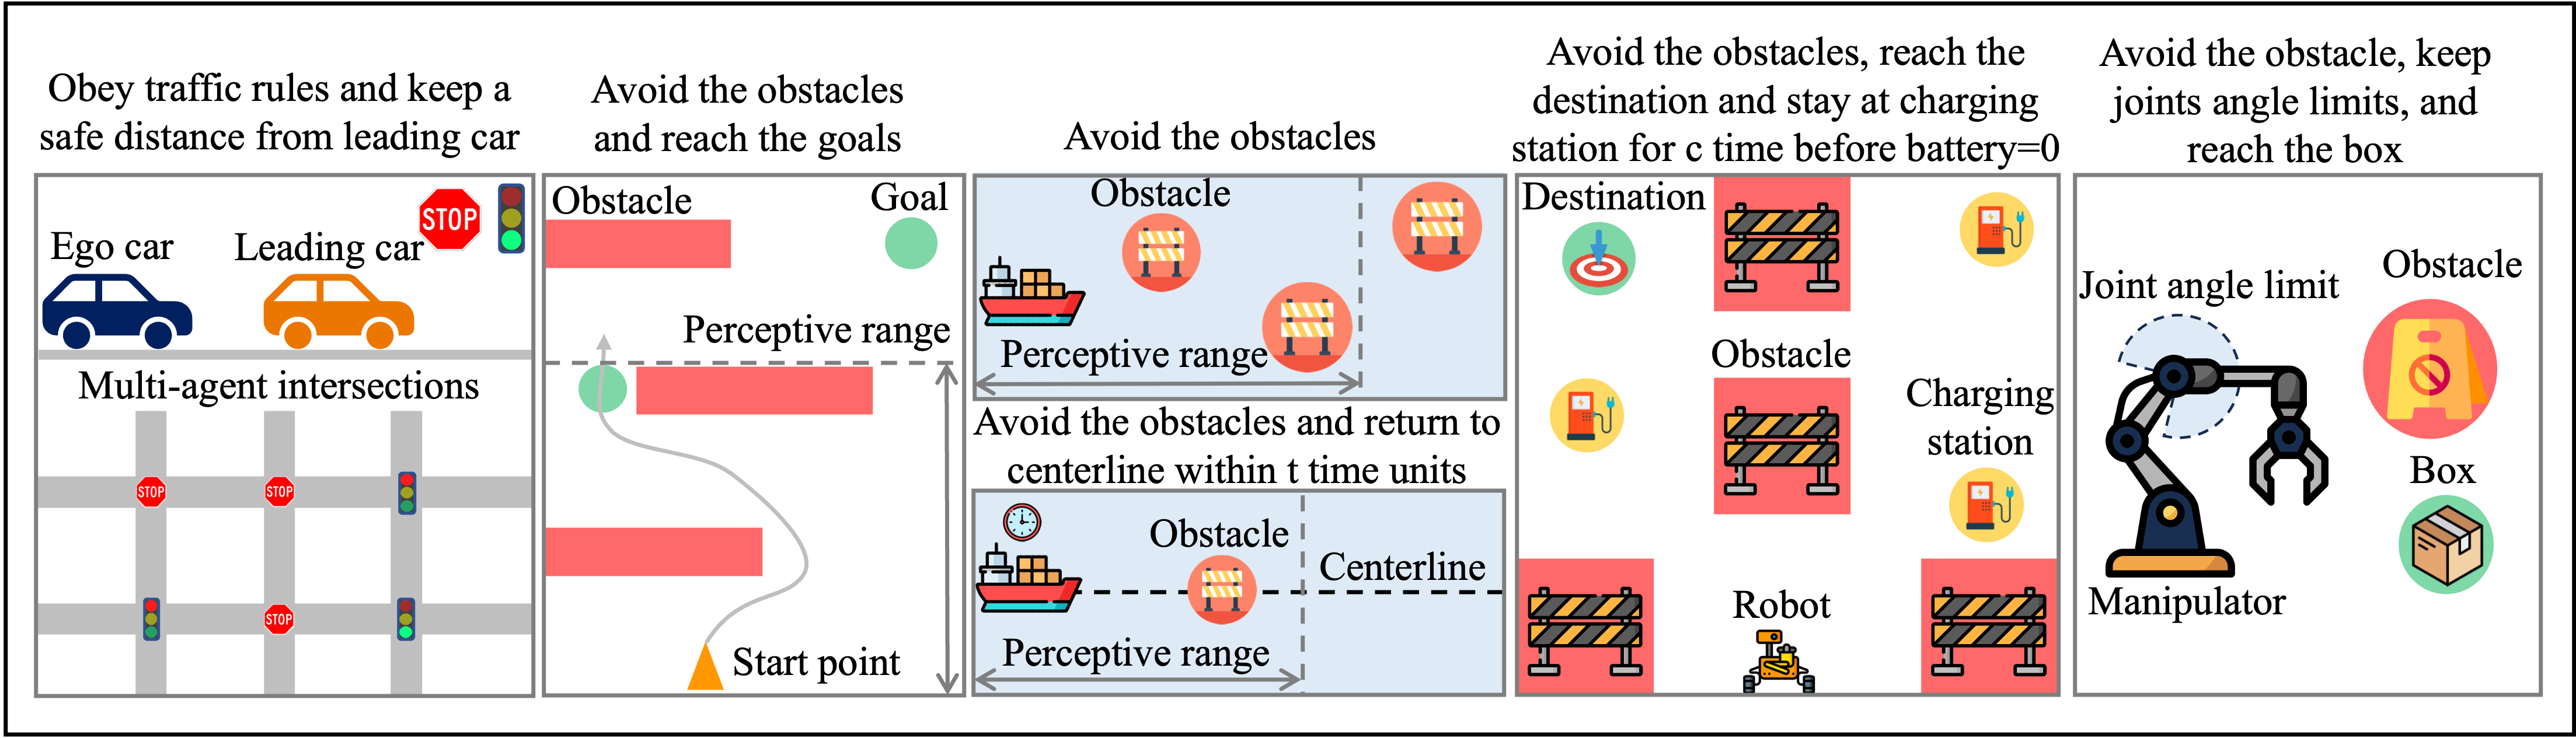 Obey traffic rules and keep a
safe distance from leading car
STOP
Ego car
Leading car
Multi-agent intersections
STOP
STOP
STOP
Avoid the obstacles
and reach the goals
Obstacle
Goal
Perceptive range
Start point
Avoid the obstacles
Obstacle
Perceptive range
Avoid the obstacles and return to
centerline within t time units
Obstacle
Centerline
Perceptive range
Avoid the obstacles, reach the
destination and stay at charging
station for c time before battery=0
Destination
Obstacle
Charging
station
Robot
Avoid the obstacle, keep
joints angle limits, and
reach the box
Joint angle limit
Obstacle
Box
Manipulator